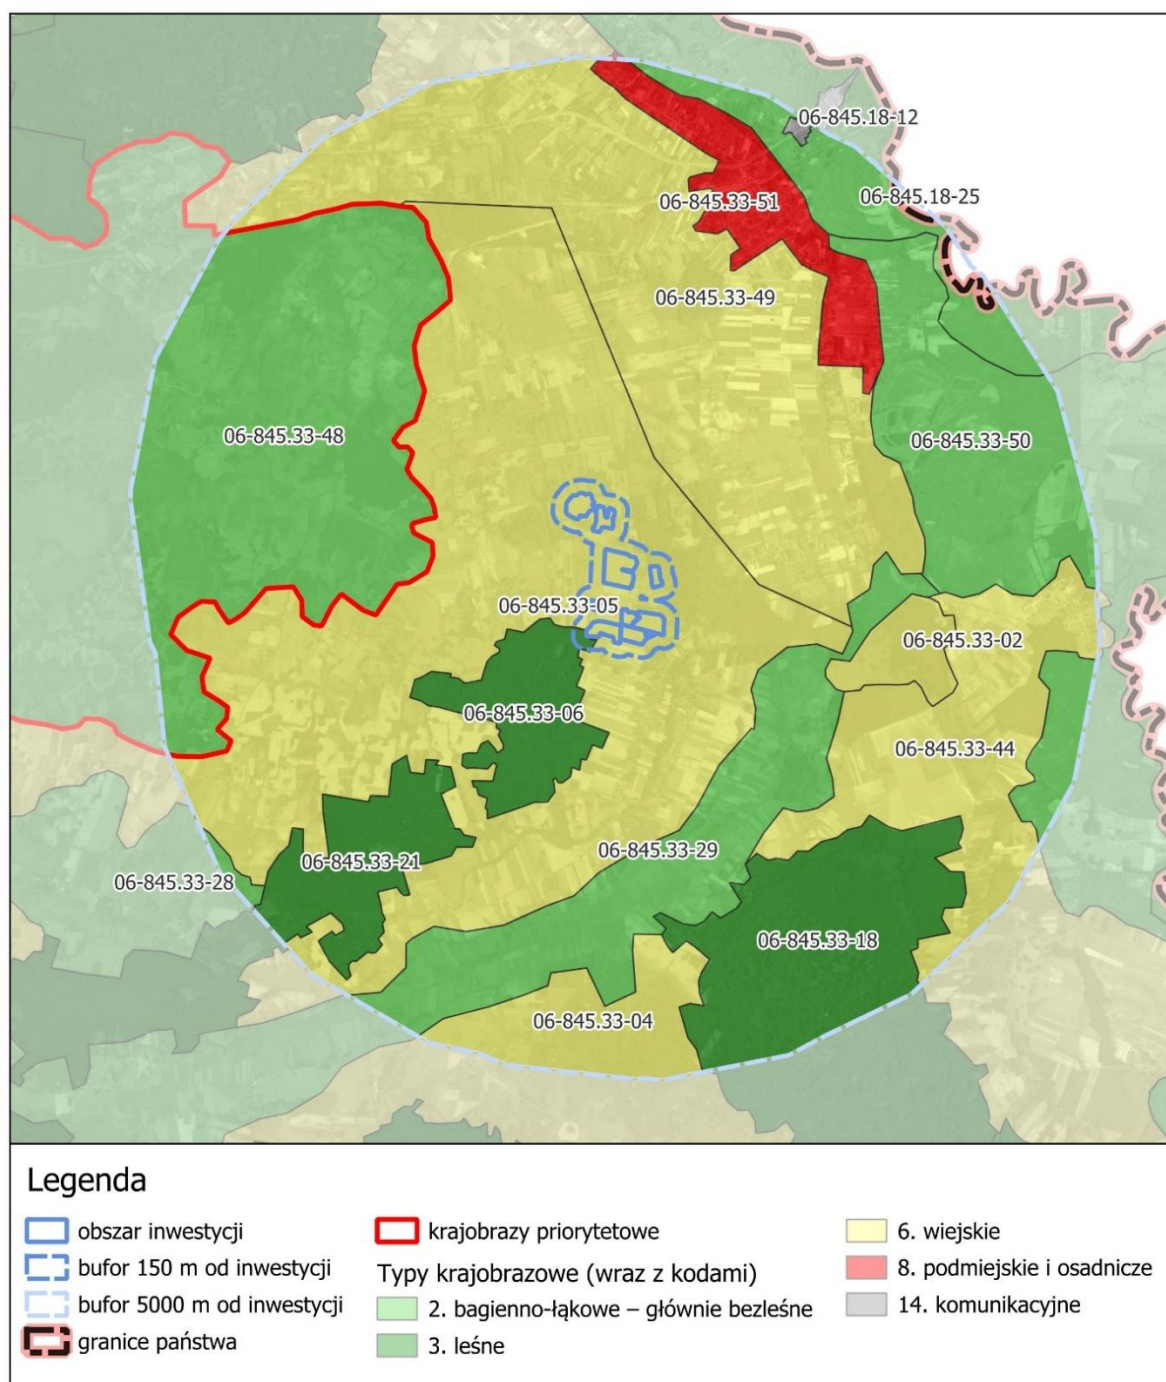 06-845.18-12
06-845.18-25
06-845.33-51
06-845.33-49
06-845.33-48
06-845.33-50
06-845.33-05
06-845.33-02
06-845.33-06
06-845.33-44
06-845.33-29
06-845.33-21
06-845.33-28
06-845.33-18
06-845.33-04
Legenda
obszar inwestycji
bufor 150 m od inwestycji
bufor 5000 m od inwestycji
granice państwa
krajobrazy priorytetowe
Typy krajobrazowe (wraz z kodami)
2. bagienno-łąkowe – głównie bezleśne
3. leśne
6. wiejskie
8. podmiejskie i osadnicze
14. komunikacyjne